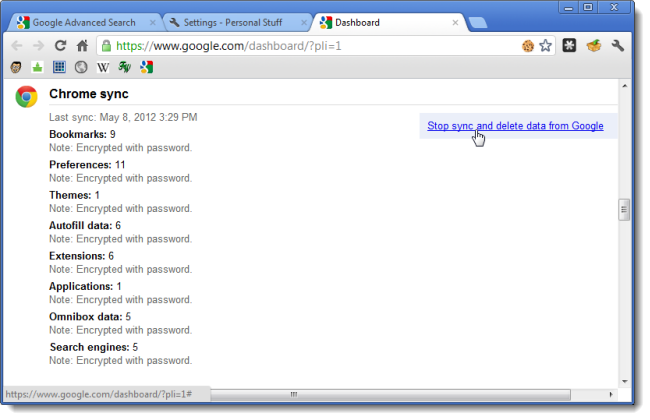 Google Advanced Search
Settings - Personal Stuff
Dashboard
https://www.google.com/dashboard/?pli=1
W
Chrome sync
Last sync: May 8, 2012 3:29 PM
Stop sync and delete data from Google
Bookmarks: 9
Note: Encrypted with password.
Preferences: 11
Note: Encrypted with password.
Themes: 1
Note: Encrypted with password.
Autofill data: 6
Note: Encrypted with password.
Extensions: 6
Note: Encrypted with password.
Applications: 1
Note: Encrypted with password.
Omnibox data: 5
Note: Encrypted with password.
Search engines: 5
Note: Encrypted with password.
https://www.google.com/dashboard/?pli=1#